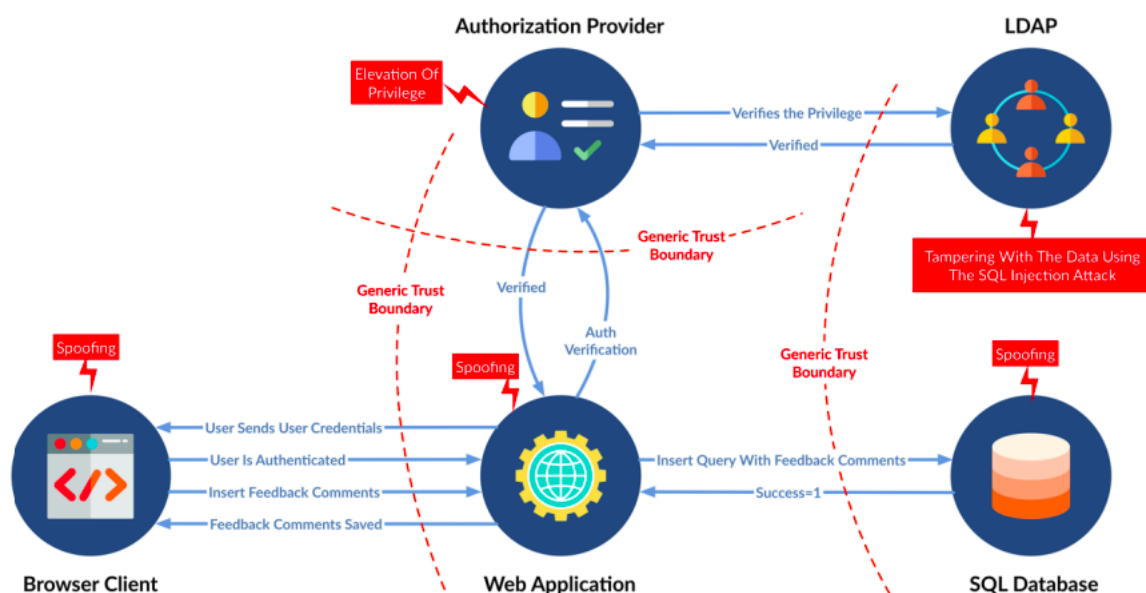 Authorization Provider
LDAP
Elevation Of
Privilege
Verifies the Privilege
Verified
Generic Trust
Boundary
Tampering With The Data Using
The SQL Injection Attack
Generic Trust
Boundary
Verified
Auth
Verification
Generic Trust
Boundary
Spoofing
Spoofing
Spoofing
User Sends User Credentials
User Is Authenticated
Insert Feedback Comments
Feedback Comments Saved
Insert Query With Feedback Comments
Success=1
Browser Client
Web Application
SQL Database